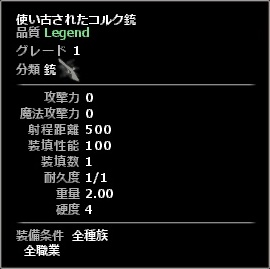 使い古されたコルク銃
品質 Legend
グレード 1
分類 銃
攻撃力 0
魔法攻撃力 0
射程距離 500
装填性能 100
装填数 1
耐久度 1/1
重量 2.00
硬度 4
装備条件 全種族
全職業